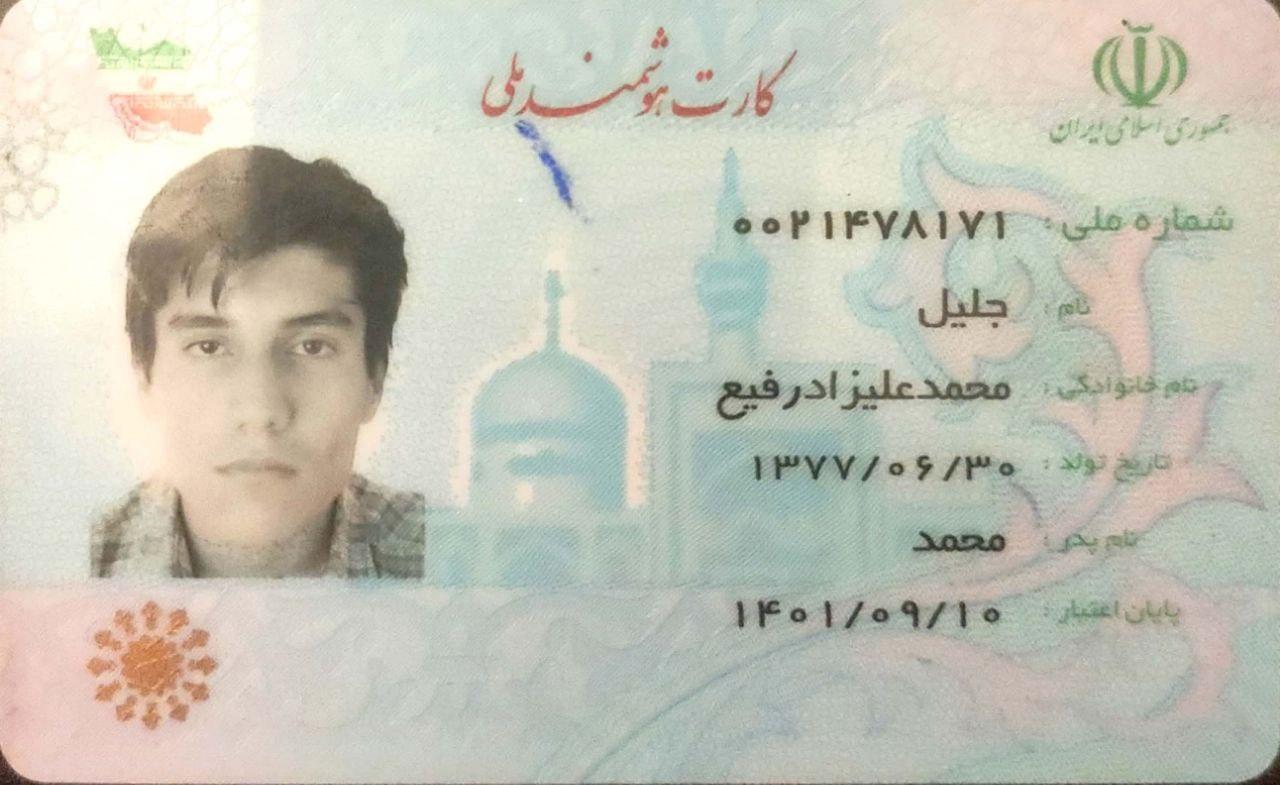 کارت هوشمند ملی
جمهوری اسلامی ایران
شماره ملی: ۰۰۲۱۴۷۸۱۷۱
نام: جلیل
نام خانوادگی: محمدعلیزادرفیع
تاریخ تولد: ۱۳۷۷/۰۶/۳۰
نام پدر: محمد
پایان اعتبار: ۱۴۰۱/۰۹/۱۰